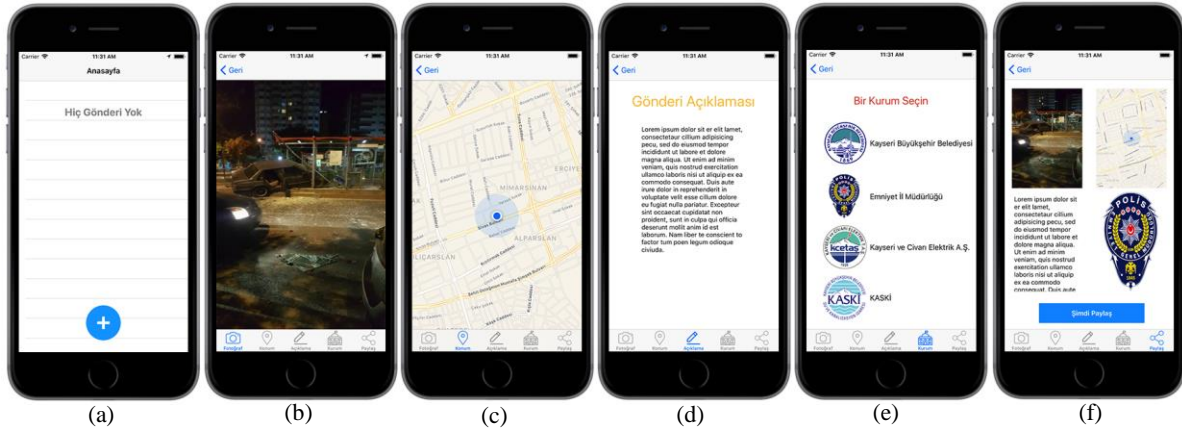 Carrier 11:31 AM
Anasayfa
Hiç Gönderi Yok
+
(a)
Carrier 11:31 AM
Geri
Fotoğraf Konum Açıklama Kurum Paylaş
(b)
Carrier 11:31 AM
Geri
MIMARSINAN
ERCIYE
ALPARSLAN
Sivas Bulvarı
Fotoğraf Konum Açıklama Kurum Paylaş
(c)
Carrier 11:31 AM
Geri
Gönderi Açıklaması
Lorem ipsum dolor sit er elit lamet,
consectetaur cillium adipisicing
pecu, sed do eiusmod tempor
incididunt ut labore et dolore
magna aliqua. Ut enim ad minim
veniam, quis nostrud exercitation
ullamco laboris nisi ut aliquip ex ea
commodo consequat. Duis aute
irure dolor in reprehenderit in
voluptate velit esse cillum dolore
eu fugiat nulla pariatur. Excepteur
sint occaecat cupidatat non
proident, sunt in culpa qui officia
deserunt mollit anim id est
laborum. Nam liber te conscient to
factor tum poen legum odioque
civiuda.
Fotoğraf Konum Açıklama Kurum Paylaş
(d)
Carrier 11:31 AM
Geri
Bir Kurum Seçin
Kayseri Büyükşehir Belediyesi
POLİS
Emniyet İl Müdürlüğü
kcetaş
Kayseri ve Civarı Elektrik A.Ş.
KASKİ
KASKİ
Fotoğraf Konum Açıklama Kurum Paylaş
(e)
Carrier 11:31 AM
Geri
Lorem ipsum dolor sit
er elit lamet,
consectetaur cillium
adipisicing pecu, sed
do eiusmod tempor
incididunt ut labore et
dolore magna aliqua.
Ut enim ad minim
veniam, quis nostrud
exercitation ullamco
laboris nisi ut aliquip
ex ea commodo
consequat. Duis aute
POLİS
Şimdi Paylaş
Fotoğraf Konum Açıklama Kurum Paylaş
(f)